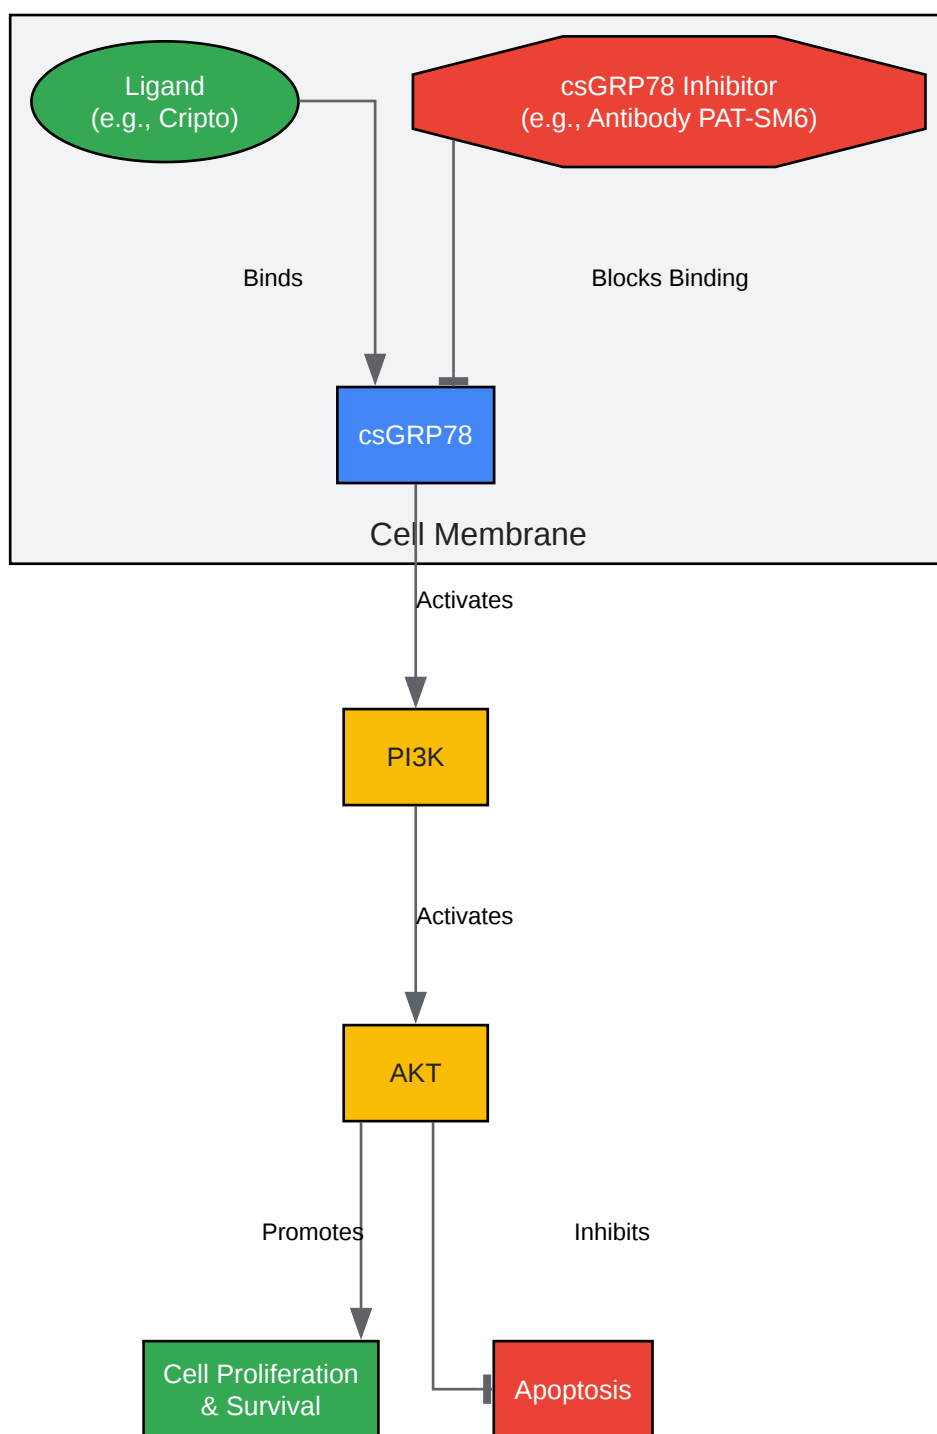 Ligand
(e.g., Cripto)
csGRP78 Inhibitor
(e.g., Antibody PAT-SM6)
Binds
Blocks Binding
csGRP78
Cell Membrane
Activates
PI3K
Activates
AKT
Promotes
Inhibits
Cell Proliferation
& Survival
Apoptosis